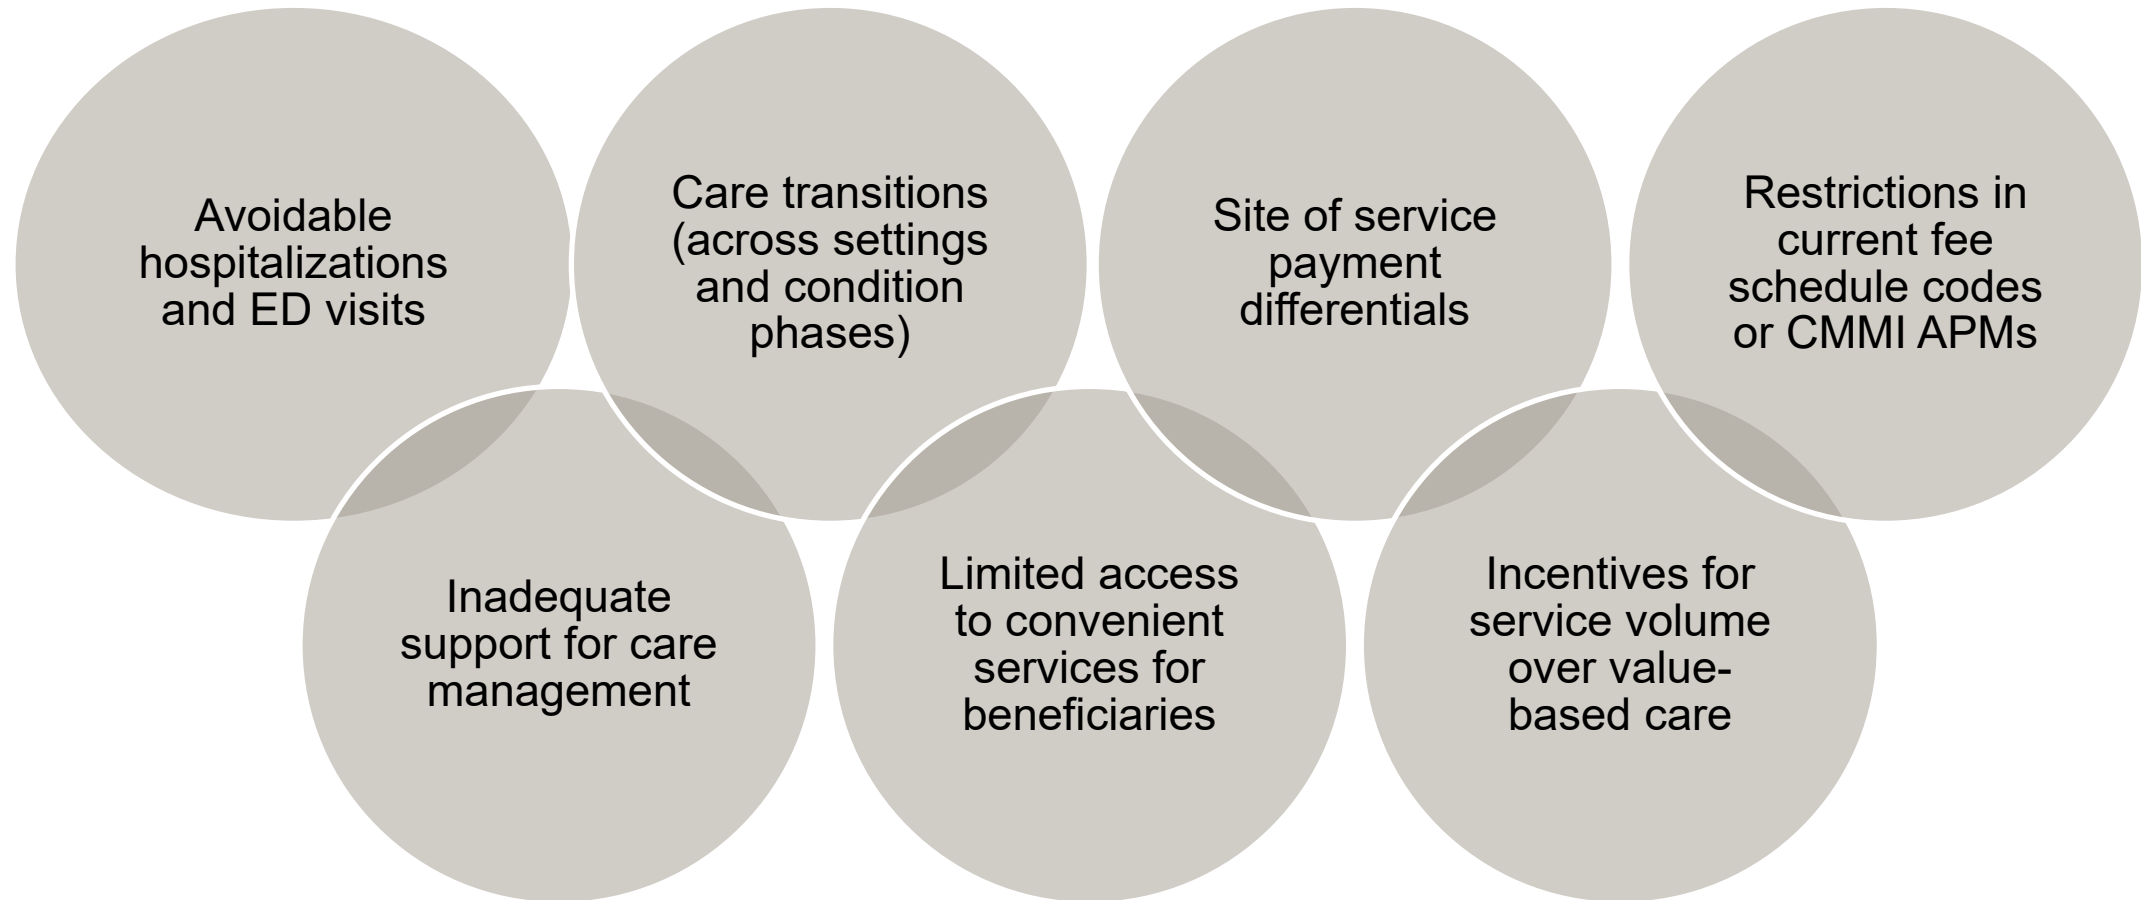 Avoidable
hospitalizations
and ED visits
Care transitions
(across settings
and condition
phases)
Site of service
payment
differentials
Restrictions in
current fee
schedule codes
or CMMI APMs
Inadequate
support for care
management
Limited access
to convenient
services for
beneficiaries
Incentives for
service volume
over value-
based care